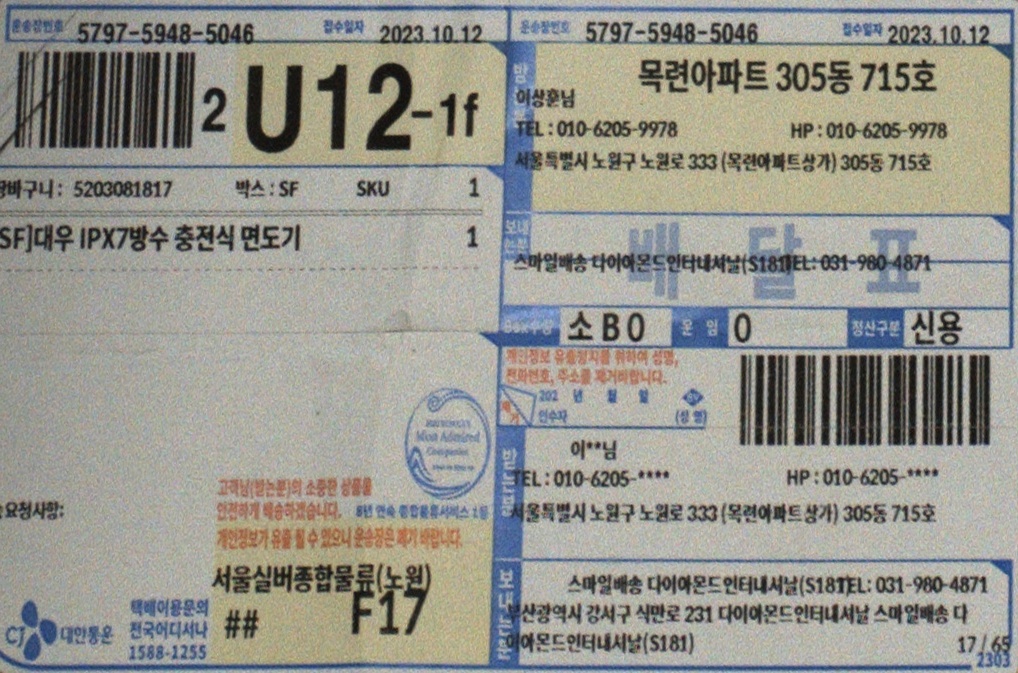 운송장번호 5797-5948-5046 접수일자 2023.10.12
2 U12-1f
장바구니: 5203081817 박스: SF SKU 1
SF]대우 IPX7방수 충전식 면도기 1
요청사항:
Most Admired
Companies
고객님(받는분)의 소중한 상품을
안전하게 배송하겠습니다.
개인정보가 유출 될 수 있으니 운송장은 폐기 바랍니다.
서울실버종합물류(노원)
## F17
CJ 대한통운
택배이용문의
전국어디서나
1588-1255
운송장번호 5797-5948-5046 접수일자 2023.10.12
받
목련아파트 305동 715호
이상훈님
TEL : 010-6205-9978 HP : 010-6205-9978
서울특별시 노원구 노원로 333 (목련아파트상가) 305동 715호
보내
는분
배 달 표
스마일배송 다이아몬드인터내셔날(S181)TEL: 031-980-4871
Box수량 소 B 0 운 임 0 정산구분 신용
개인정보 유출방지를 위하여 성명,
전화번호, 주소를 제거바랍니다.
202 년 월 일
인수자 (성 명)
받는분
이**님
TEL : 010-6205-**** HP : 010-6205-****
서울특별시 노원구 노원로 333 (목련아파트상가) 305동 715호
보내는분
스마일배송 다이아몬드인터내셔날(S181)TEL: 031-980-4871
부산광역시 강서구 식만로 231 다이아몬드인터내셔날 스마일배송 다
이아몬드인터내셔날(S181)
17 / 65
2303